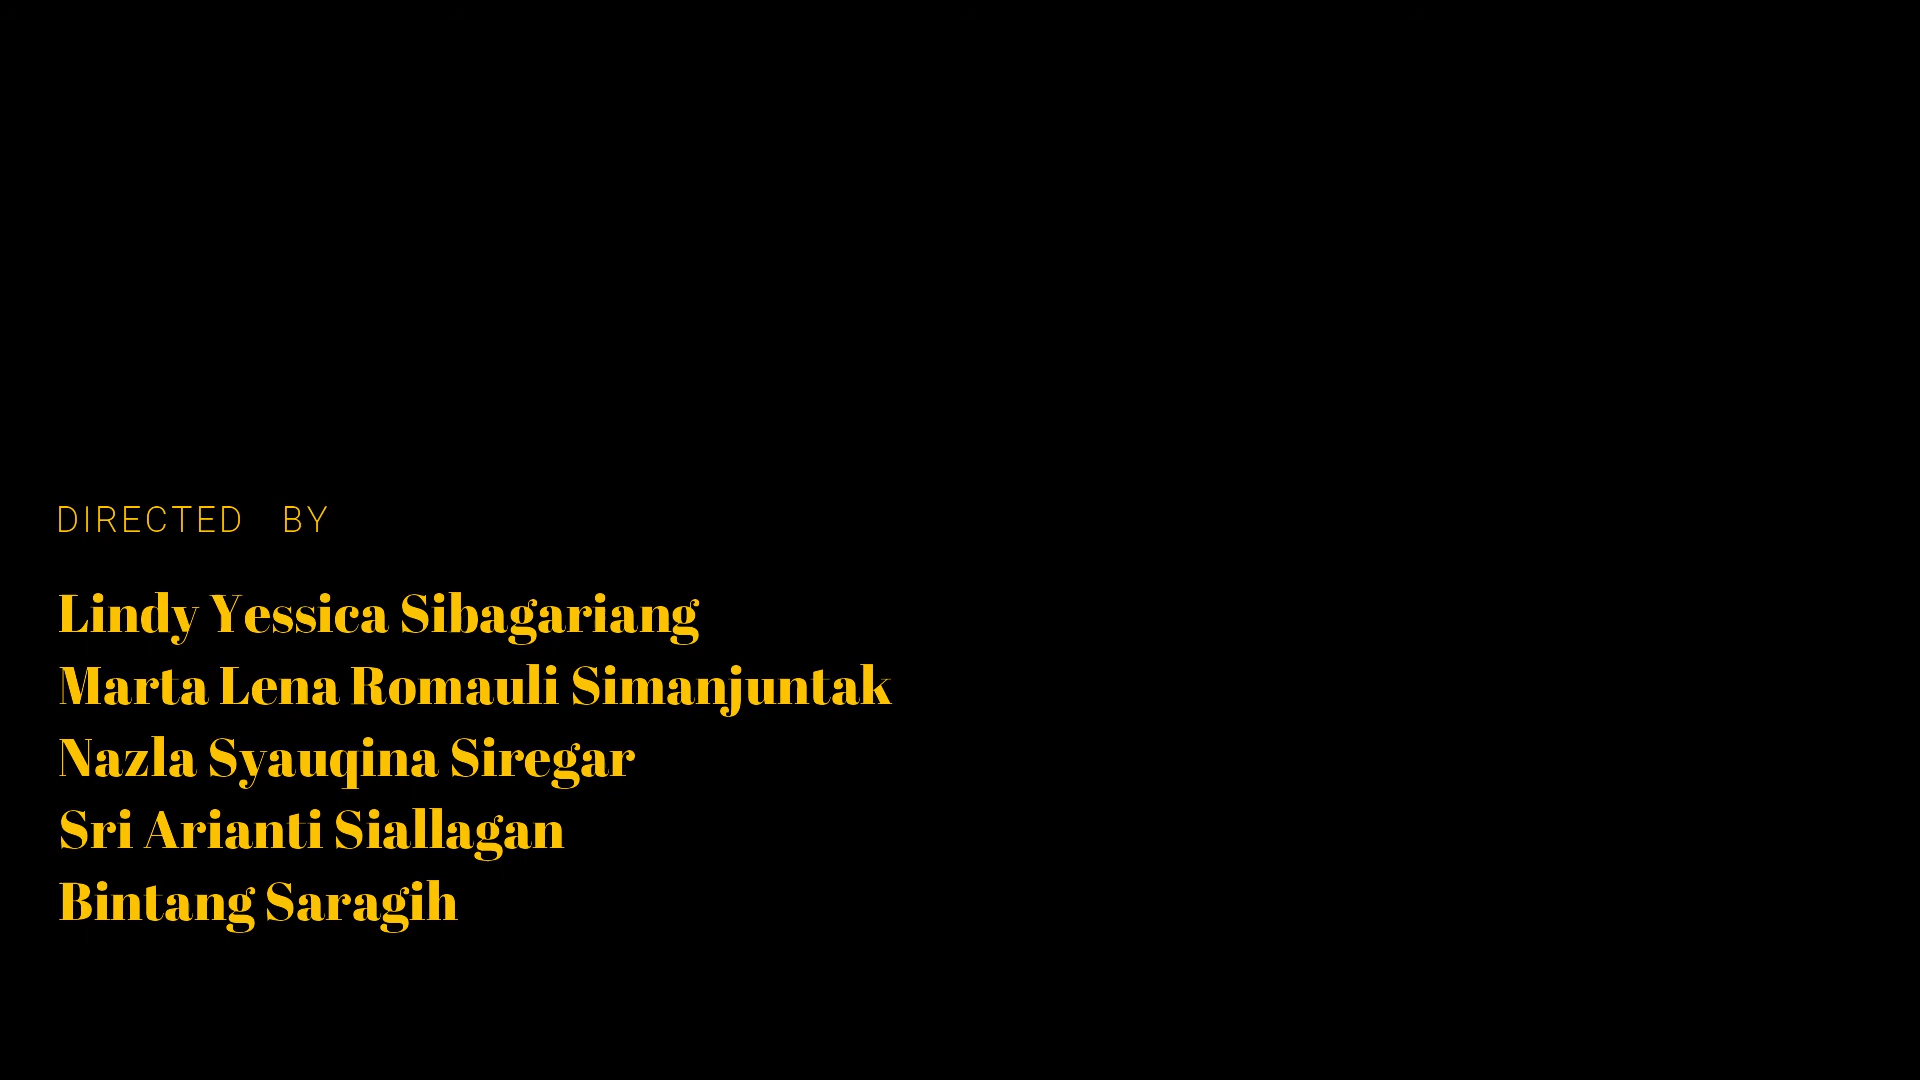 DIRECTED BY
Lindy Yessica Sibagariang
Marta Lena Romauli Simanjuntak
Nazla Syauqina Siregar
Sri Arianti Siallagan
Bintang Saragih